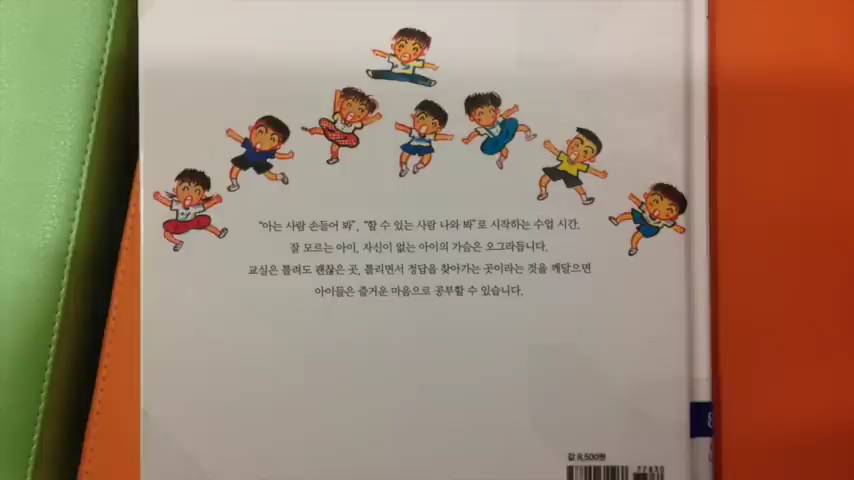 "아는 사람 손들어 봐", "할 수 있는 사람 나와 봐"로 시작하는 수업 시간.
잘 모르는 아이, 자신이 없는 아이의 가슴은 오그라듭니다.
교실은 틀려도 괜찮은 곳, 틀리면서 정답을 찾아가는 곳이라는 것을 깨달으면
아이들은 즐거운 마음으로 공부할 수 있습니다.
값 8,500원
77830